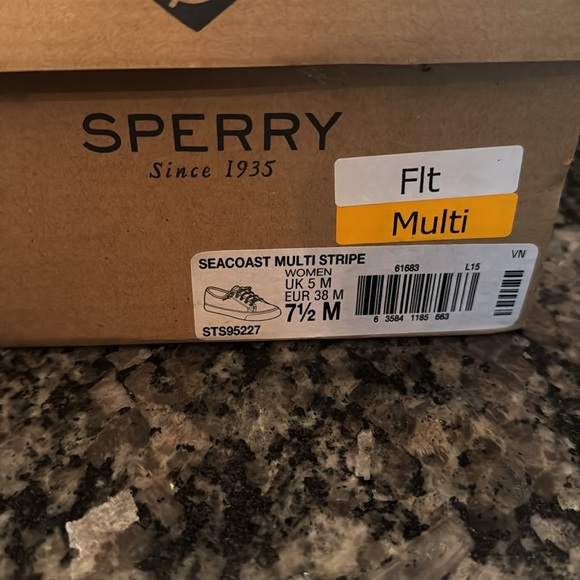 SPERRY
Since 1935
Flt
Multi
SEACOAST MULTI STRIPE
WOMEN
UK 5 M
EUR 38 M
7½ M
STS95227
61683 L15
6 3584 1185 663
VN